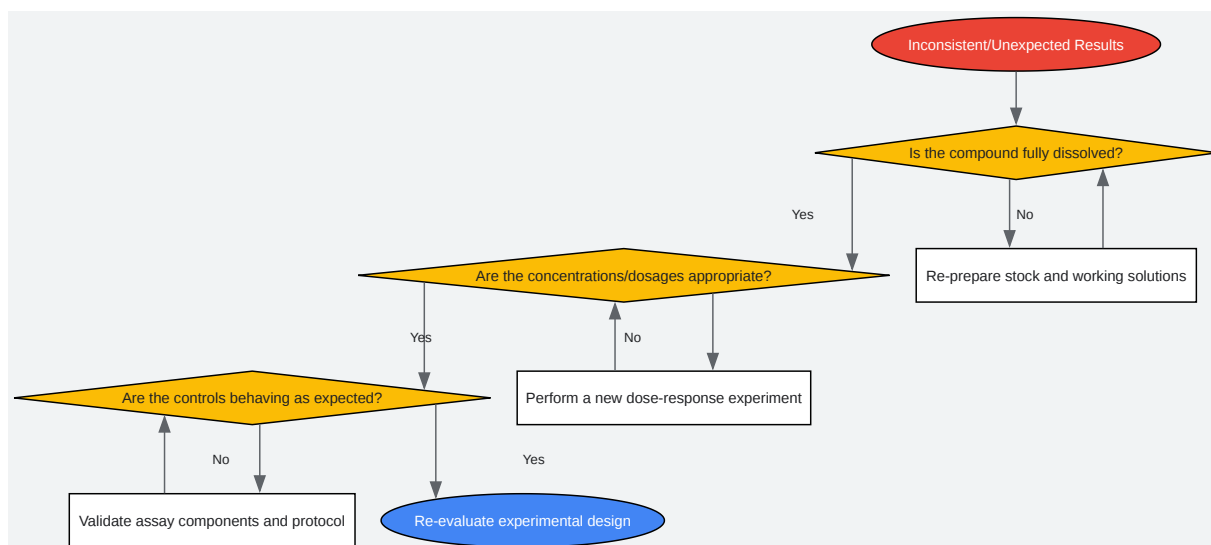 Inconsistent/Unexpected Results
Is the compound fully dissolved?
Yes
No
Are the concentrations/dosages appropriate?
Re-prepare stock and working solutions
Yes
No
Are the controls behaving as expected?
Perform a new dose-response experiment
No
Yes
Validate assay components and protocol
Re-evaluate experimental design